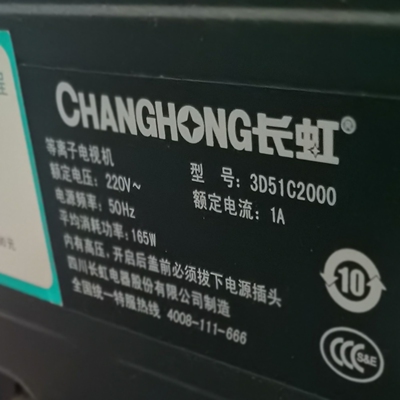 CHANGHONG长虹®
等离子电视机
型 号：3D51C2000
额定电压：220V~
额定电流：1A
电源频率：50Hz
平均消耗功率：165W
内有高压，开启后盖前必须拔下电源插头
四川长虹电器股份有限公司制造
全国统一特服热线 4008-111-666
10
CCC S&E